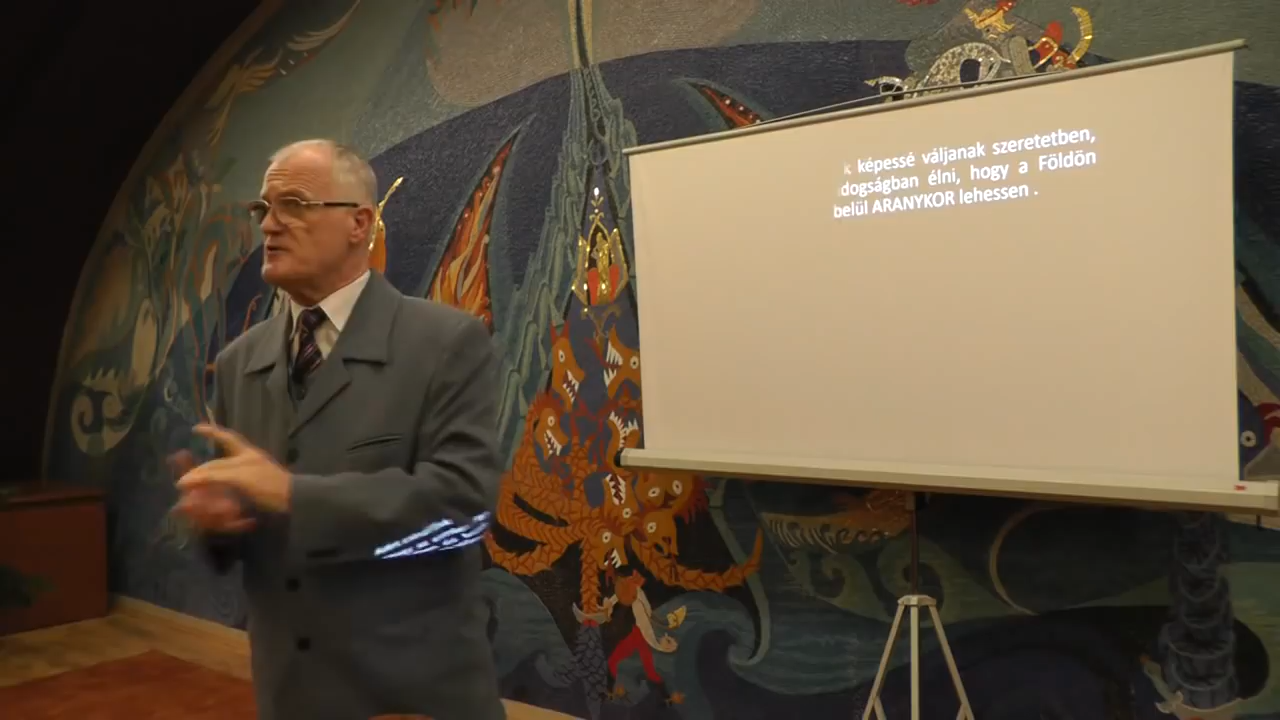 képessé váljanak szeretetben,
dogságban élni, hogy a Földön
belül ARANYKOR lehessen .